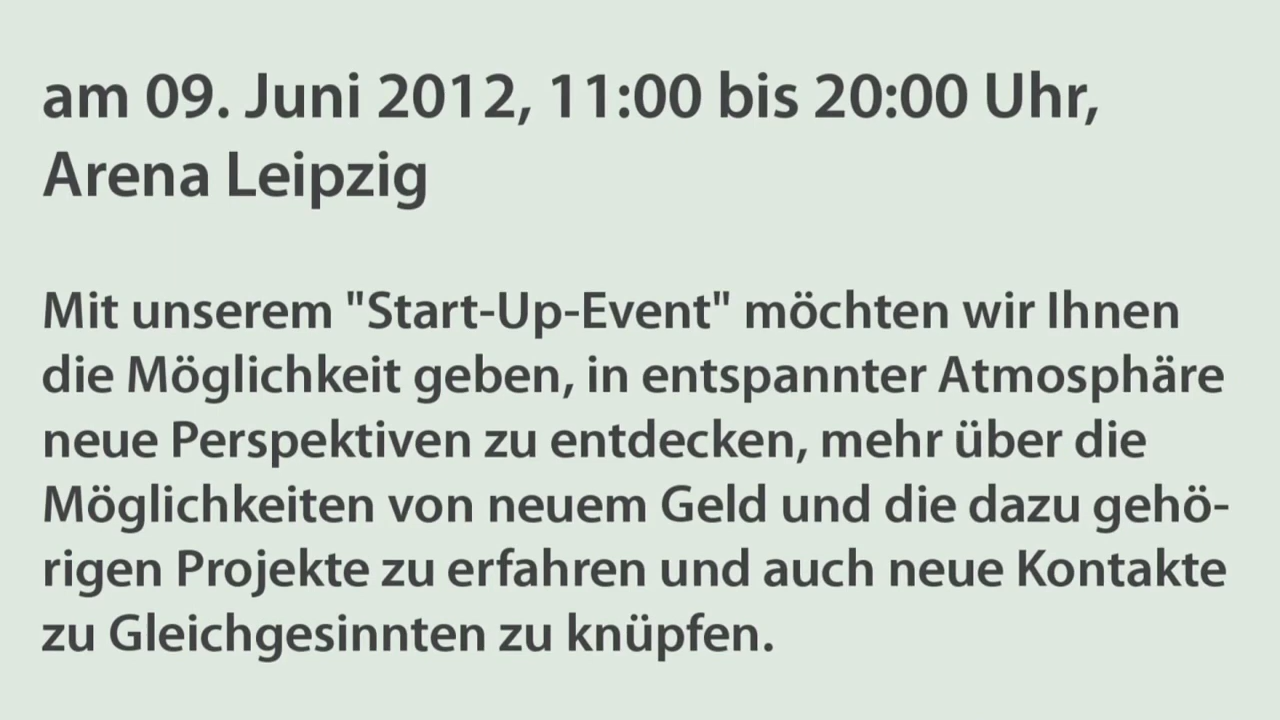 am 09. Juni 2012, 11:00 bis 20:00 Uhr,
Arena Leipzig
Mit unserem "Start-Up-Event" möchten wir Ihnen
die Möglichkeit geben, in entspannter Atmosphäre
neue Perspektiven zu entdecken, mehr über die
Möglichkeiten von neuem Geld und die dazu gehö-
rigen Projekte zu erfahren und auch neue Kontakte
zu Gleichgesinnten zu knüpfen.